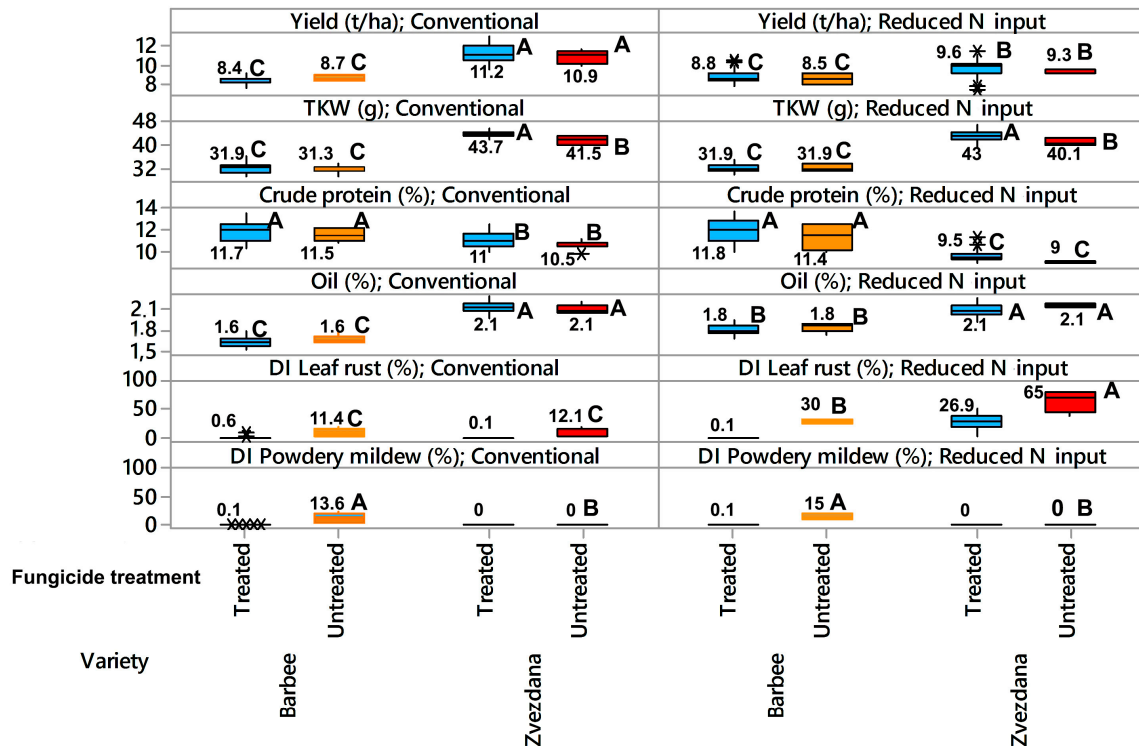 Yield (t/ha); Conventional
Yield (t/ha); Reduced N input
12
10
8
8.4 C
8.7 C
A
11.2
A
10.9
8.8 C
8.5 C
9.6 B
9.3 B
TKW (g); Conventional
TKW (g); Reduced N input
48
40
32
31.9 C
31.3 C
A
43.7
41.5 B
31.9 C
31.9 C
A
43
B
40.1
Crude protein (%); Conventional
Crude protein (%); Reduced N input
14
12
10
A
11.7
A
11.5
B
11
B
10.5
A
11.8
A
11.4
9.5 C
9 C
Oil (%); Conventional
Oil (%); Reduced N input
2.1
1.8
1,5
1.6 C
1.6 C
A
2.1
A
2.1
1.8 B
1.8 B
2.1 A
2.1 A
DI Leaf rust (%); Conventional
DI Leaf rust (%); Reduced N input
100
50
0
0.6
11.4 C
0.1
12.1 C
0.1
30 B
26.9
65 A
DI Powdery mildew (%); Conventional
DI Powdery mildew (%); Reduced N input
100
50
0
0.1
13.6 A
0
0 B
0.1
15 A
0
0 B
Fungicide treatment
Treated
Untreated
Treated
Untreated
Treated
Untreated
Treated
Untreated
Variety
Barbee
Zvezdana
Barbee
Zvezdana